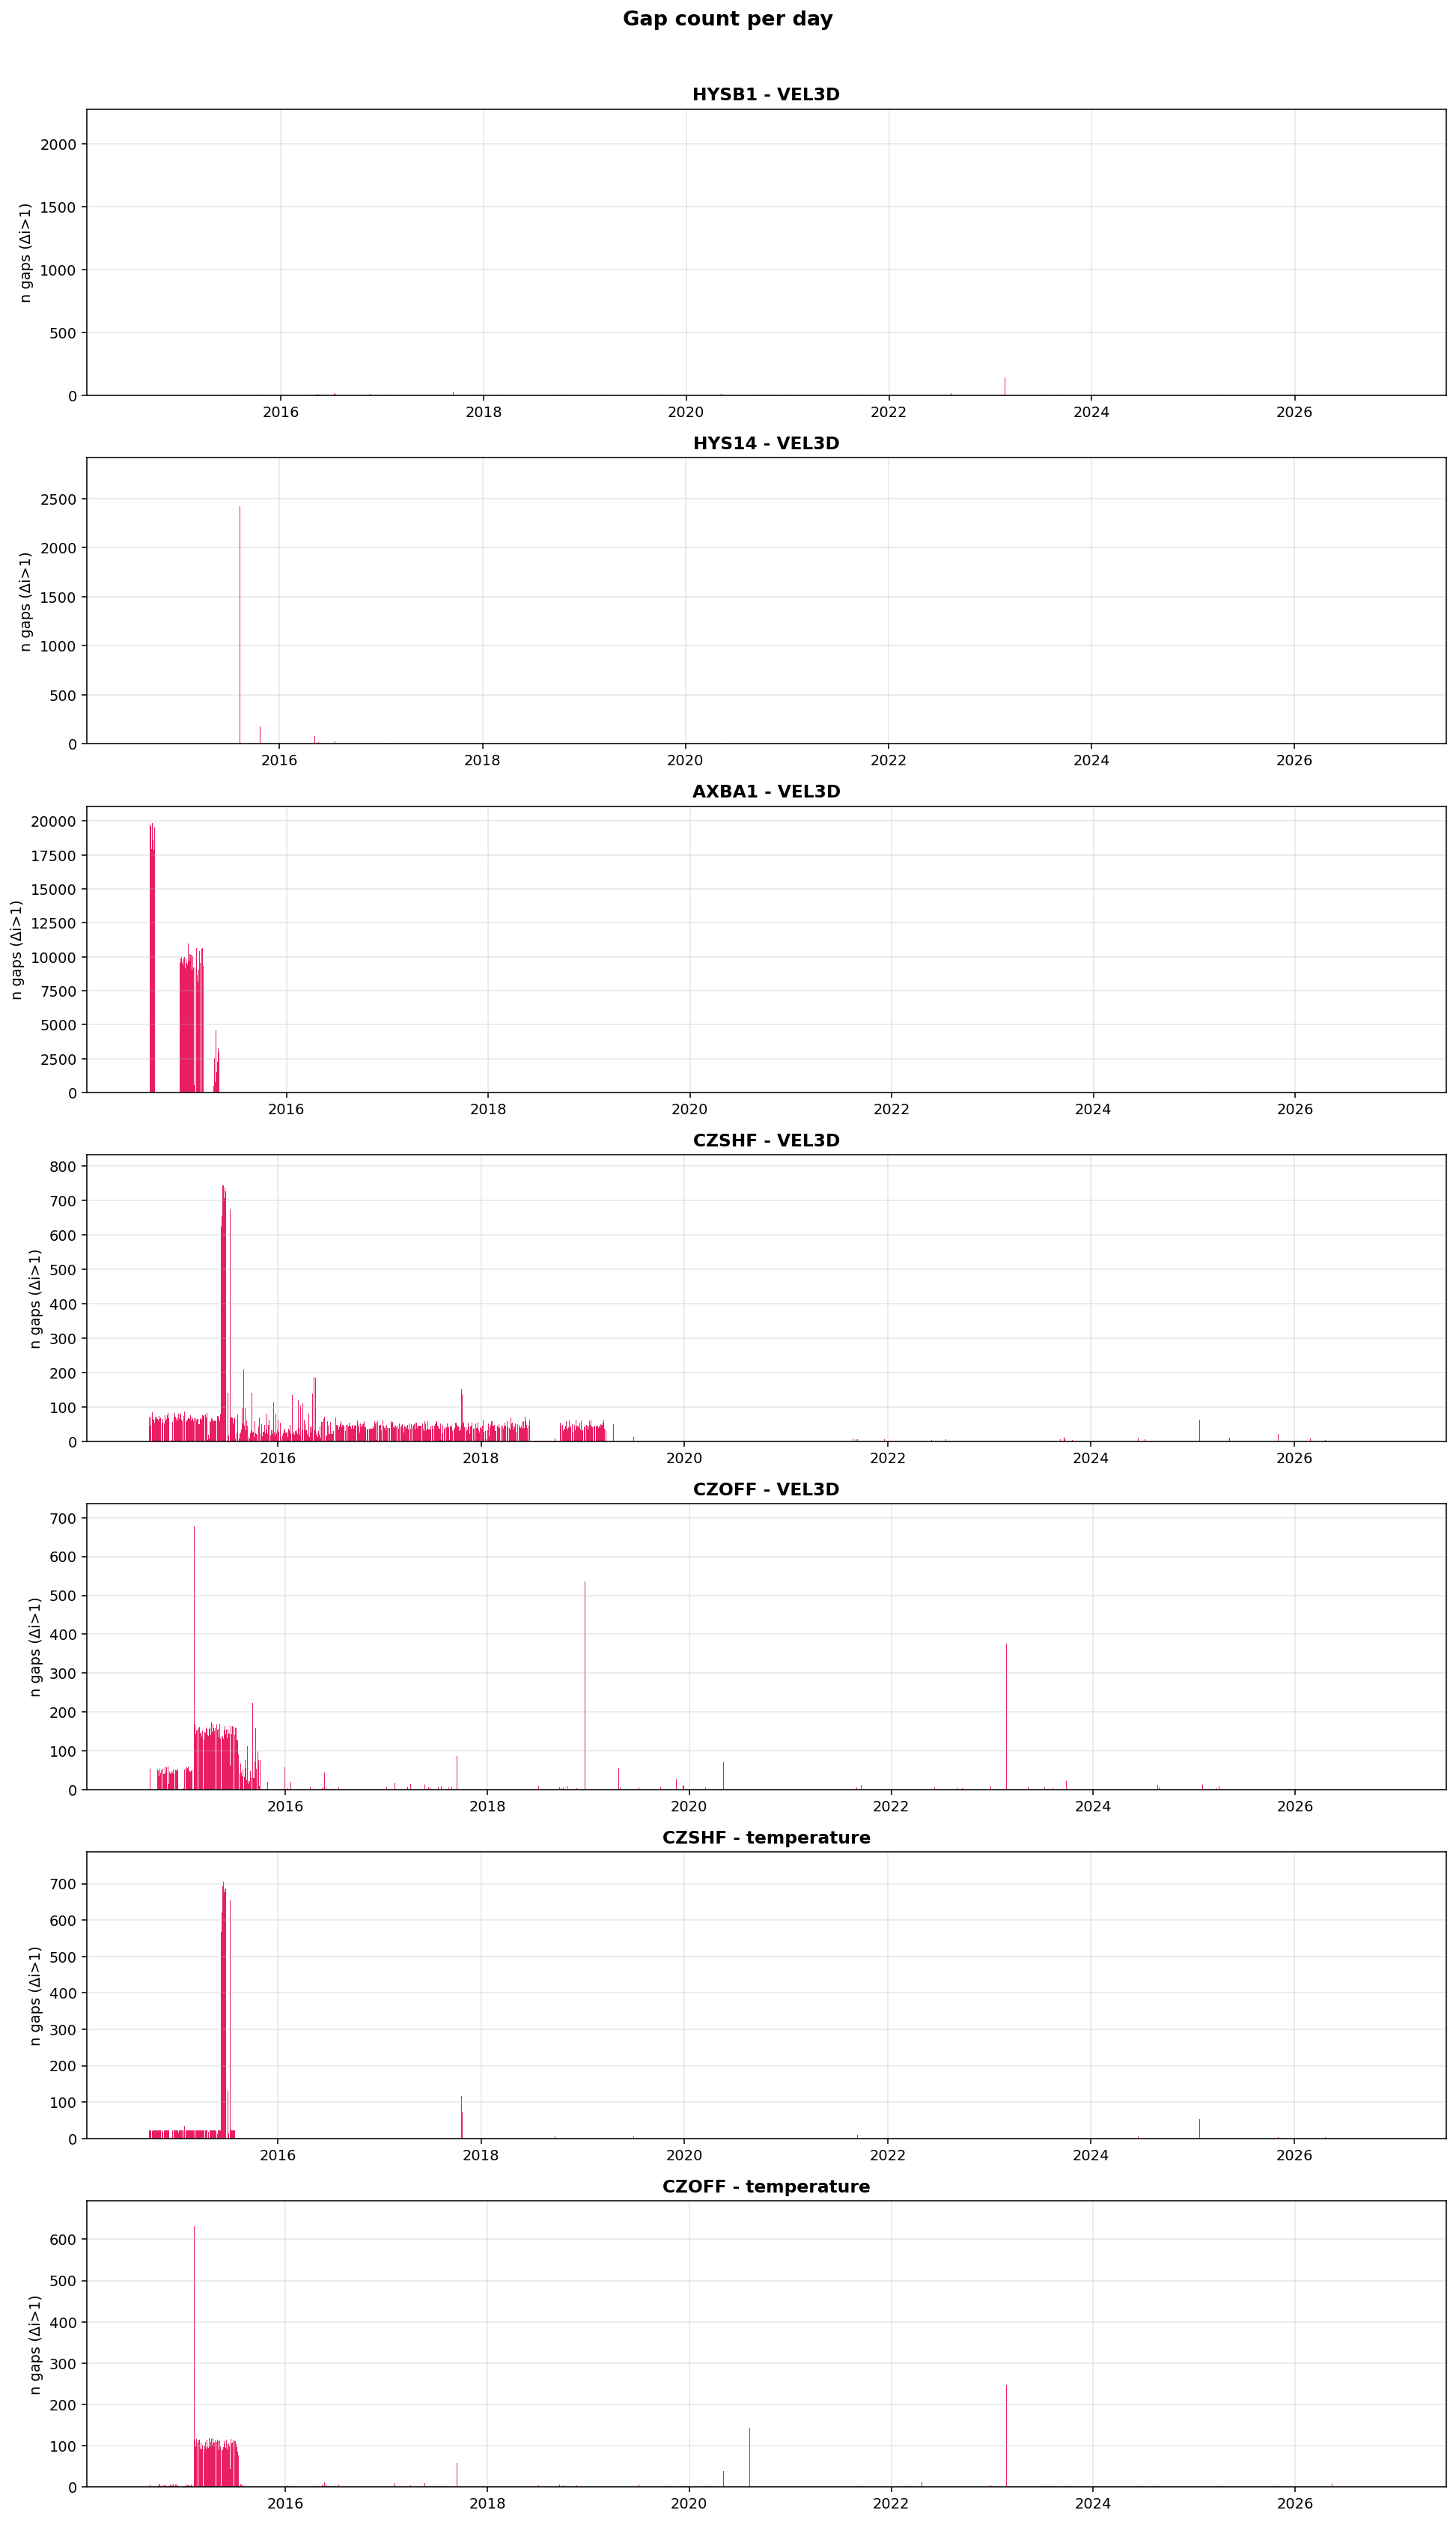 Gap count per day
HYSB1 - VEL3D
n gaps (Δi>1)
2000
1500
1000
500
0
2016 2018 2020 2022 2024 2026
HYS14 - VEL3D
n gaps (Δi>1)
2500
2000
1500
1000
500
0
2016 2018 2020 2022 2024 2026
AXBA1 - VEL3D
n gaps (Δi>1)
20000
17500
15000
12500
10000
7500
5000
2500
0
2016 2018 2020 2022 2024 2026
CZSHF - VEL3D
n gaps (Δi>1)
800
700
600
500
400
300
200
100
0
2016 2018 2020 2022 2024 2026
CZOFF - VEL3D
n gaps (Δi>1)
700
600
500
400
300
200
100
0
2016 2018 2020 2022 2024 2026
CZSHF - temperature
n gaps (Δi>1)
700
600
500
400
300
200
100
0
2016 2018 2020 2022 2024 2026
CZOFF - temperature
n gaps (Δi>1)
600
500
400
300
200
100
0
2016 2018 2020 2022 2024 2026